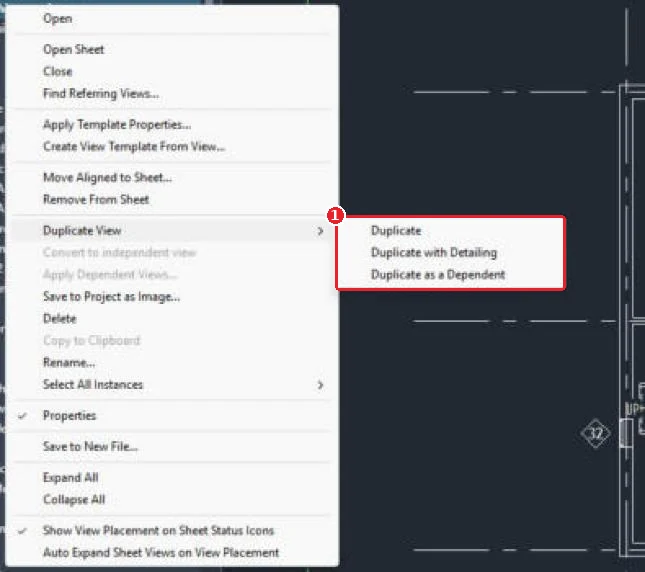 Open
Open Sheet
Close
Find Referring Views...
Apply Template Properties...
Create View Template From View...
Move Aligned to Sheet...
Remove From Sheet
Duplicate View
1
Duplicate
Duplicate with Detailing
Duplicate as a Dependent
Convert to independent view
Apply Dependent Views...
Save to Project as Image...
Delete
Copy to Clipboard
Rename...
Select All Instances
Properties
Save to New File...
Expand All
Collapse All
Show View Placement on Sheet Status Icons
Auto Expand Sheet Views on View Placement
32